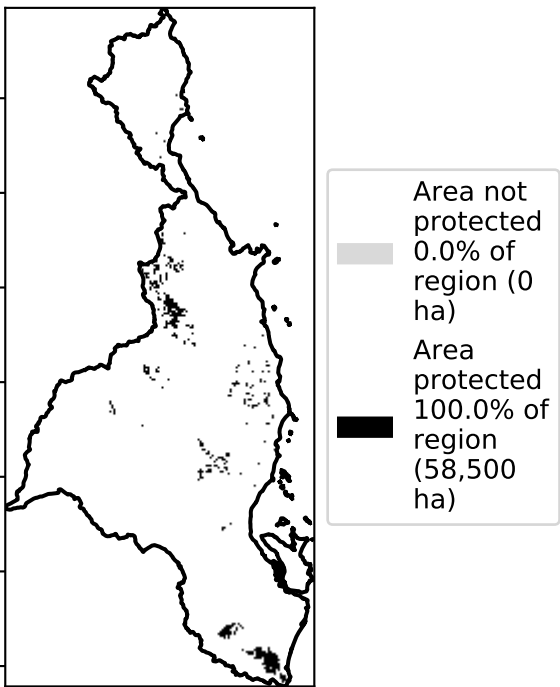 Area not
protected
0.0% of
region (0
ha)
Area
protected
100.0% of
region
(58,500
ha)